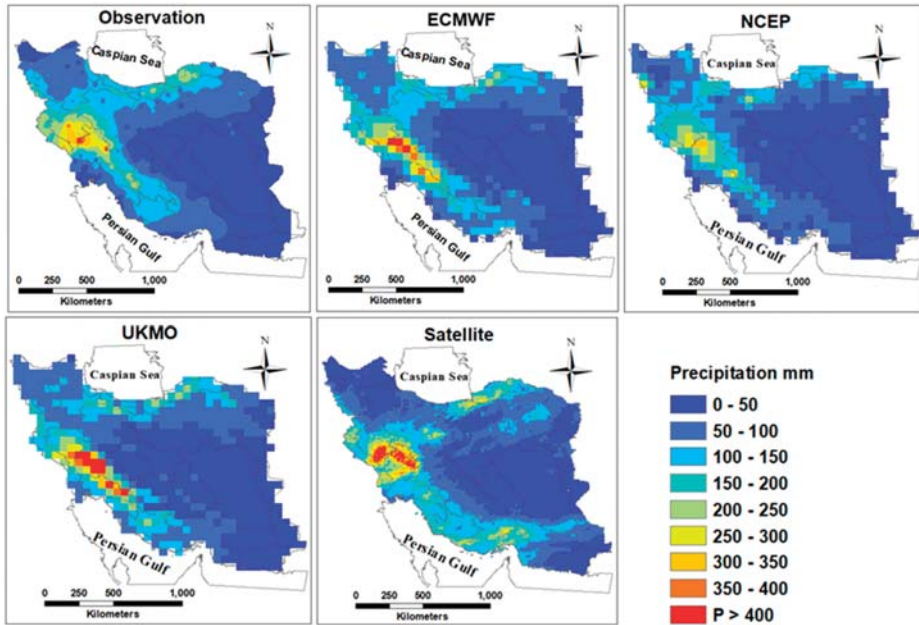 Observation
N
Caspian Sea
Persian Gulf
0 250 500 1,000
Kilometers
ECMWF
N
Caspian Sea
Persian Gulf
0 250 500 1,000
Kilometers
NCEP
N
Caspian Sea
Persian Gulf
0 250 500 1,000
Kilometers
UKMO
N
Caspian Sea
Persian Gulf
0 250 500 1,000
Kilometers
Satellite
N
Caspian Sea
Persian Gulf
0 250 500 1,000
Kilometers
Precipitation mm
0 - 50
50 - 100
100 - 150
150 - 200
200 - 250
250 - 300
300 - 350
350 - 400
P > 400